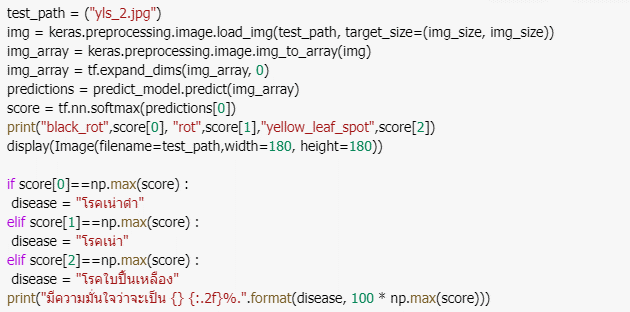 test_path = ("yls_2.jpg")
img = keras.preprocessing.image.load_img(test_path, target_size=(img_size, img_size))
img_array = keras.preprocessing.image.img_to_array(img)
img_array = tf.expand_dims(img_array, 0)
predictions = predict_model.predict(img_array)
score = tf.nn.softmax(predictions[0])
print("black_rot",score[0], "rot",score[1],"yellow_leaf_spot",score[2])
display(Image(filename=test_path,width=180, height=180))
if score[0]==np.max(score) :
disease = "โรคเน่าดำ"
elif score[1]==np.max(score) :
disease = "โรคเน่า"
elif score[2]==np.max(score) :
disease = "โรคใบปื้นเหลือง"
print("มีความมั่นใจว่าจะเป็น {} {:.2f}%.".format(disease, 100 * np.max(score)))